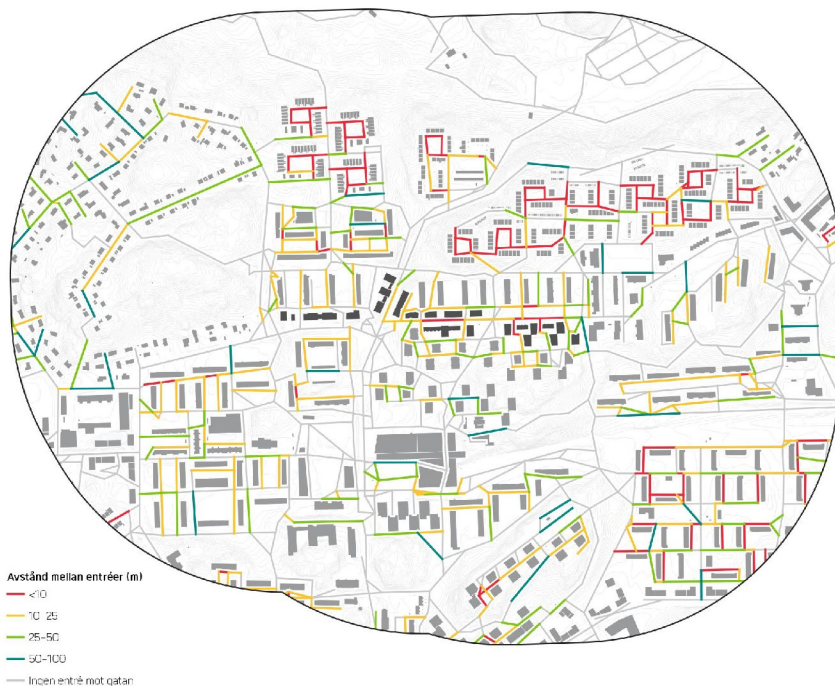 Avstånd mellan entréer (m)
<10
10-25
25-50
50-100
Ingen entré mot gatan